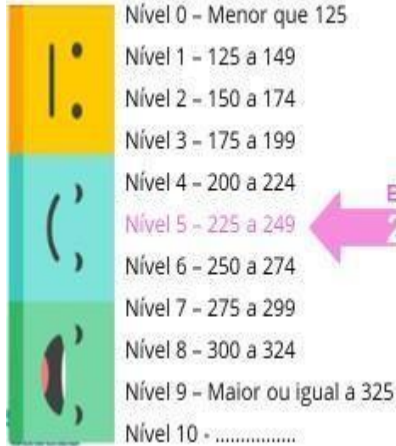 Nível 0 – Menor que 125
Nível 1 – 125 a 149
Nível 2 – 150 a 174
Nível 3 – 175 a 199
Nível 4 – 200 a 224
Nível 5 – 225 a 249
Nível 6 – 250 a 274
Nível 7 – 275 a 299
Nível 8 – 300 a 324
Nível 9 – Maior ou igual a 325
Nível 10 - ................